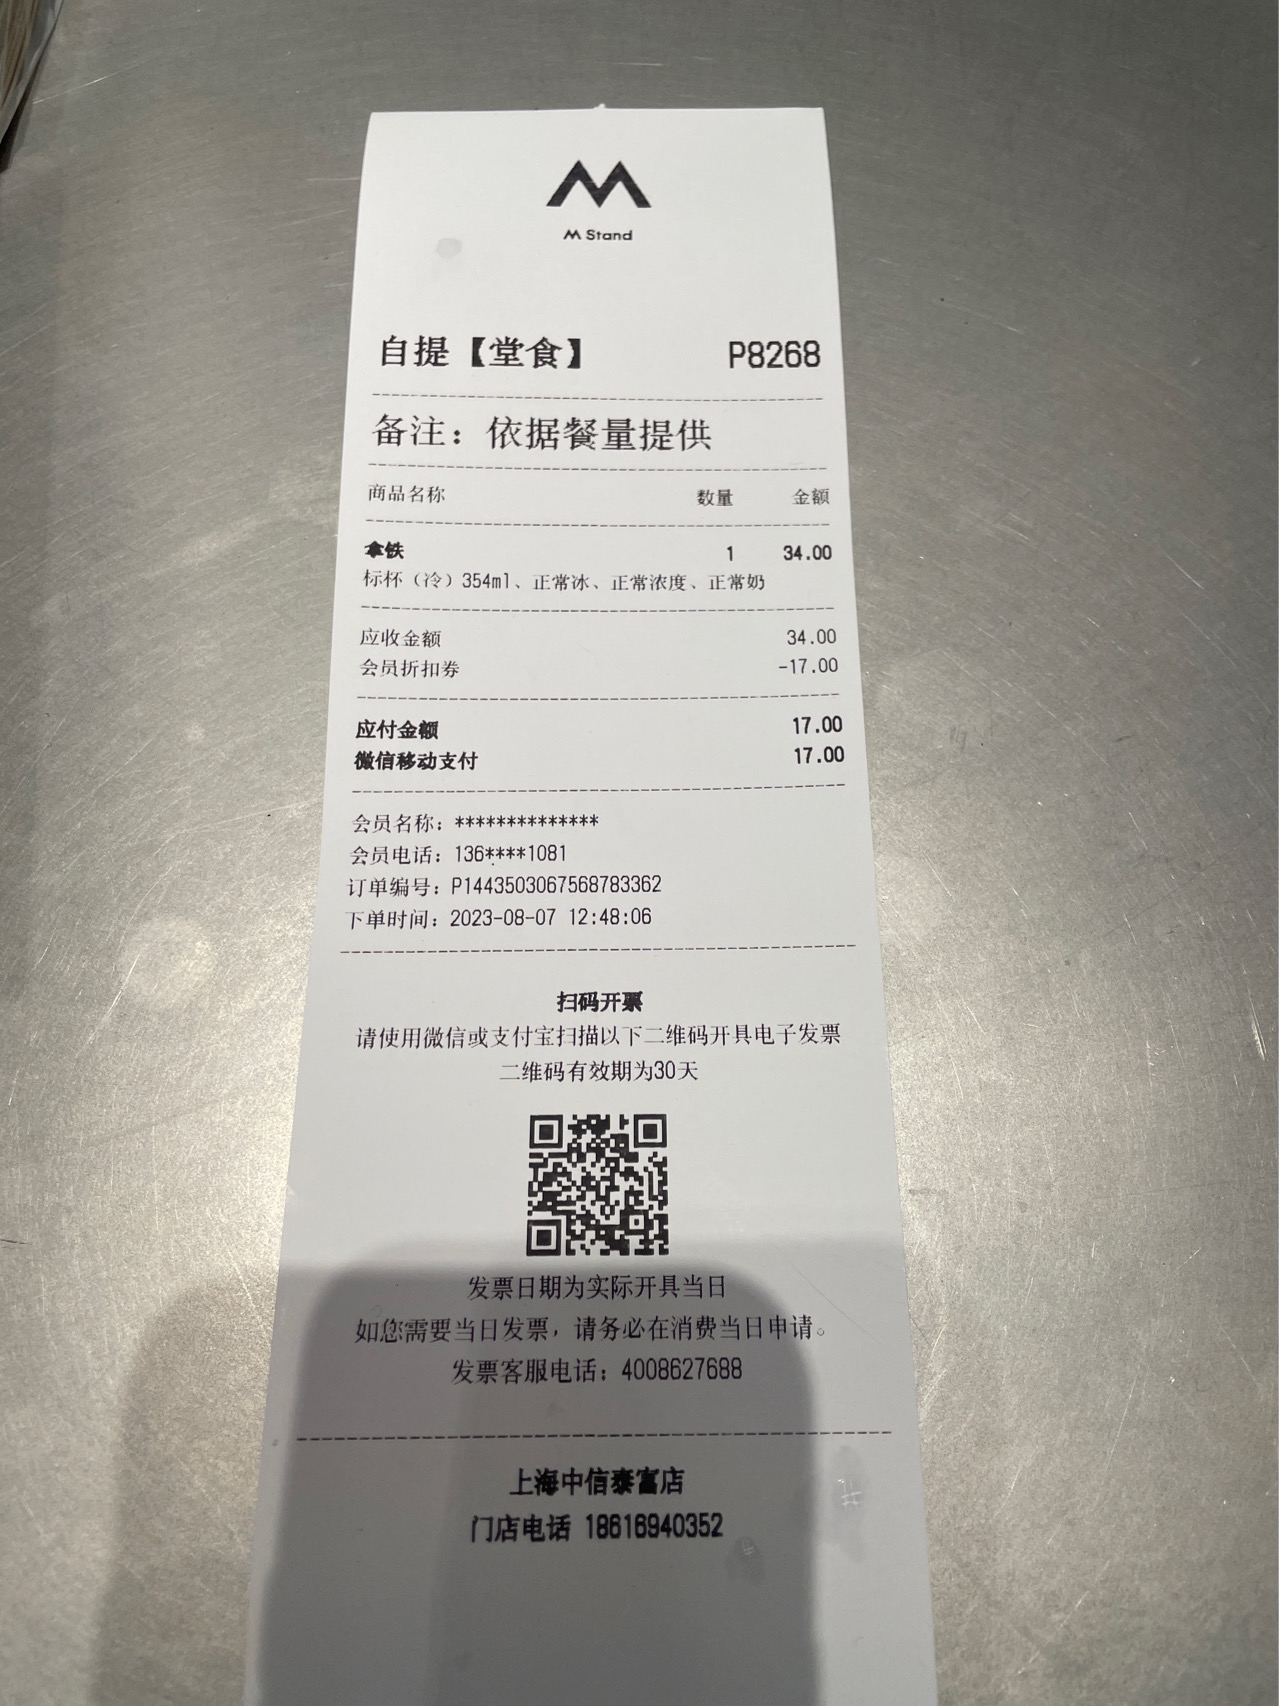 M Stand
自提【堂食】 P8268
备注：依据餐量提供
商品名称 数量 金额
拿铁 1 34.00
标杯（冷）354ml、正常冰、正常浓度、正常奶
应收金额 34.00
会员折扣券 -17.00
应付金额 17.00
微信移动支付 17.00
会员名称：**************
会员电话：136****1081
订单编号：P1443503067568783362
下单时间：2023-08-07 12:48:06
扫码开票
请使用微信或支付宝扫描以下二维码开具电子发票
二维码有效期为30天
发票日期为实际开具当日
如您需要当日发票，请务必在消费当日申请。
发票客服电话：4008627688
上海中信泰富店
门店电话 18616940352